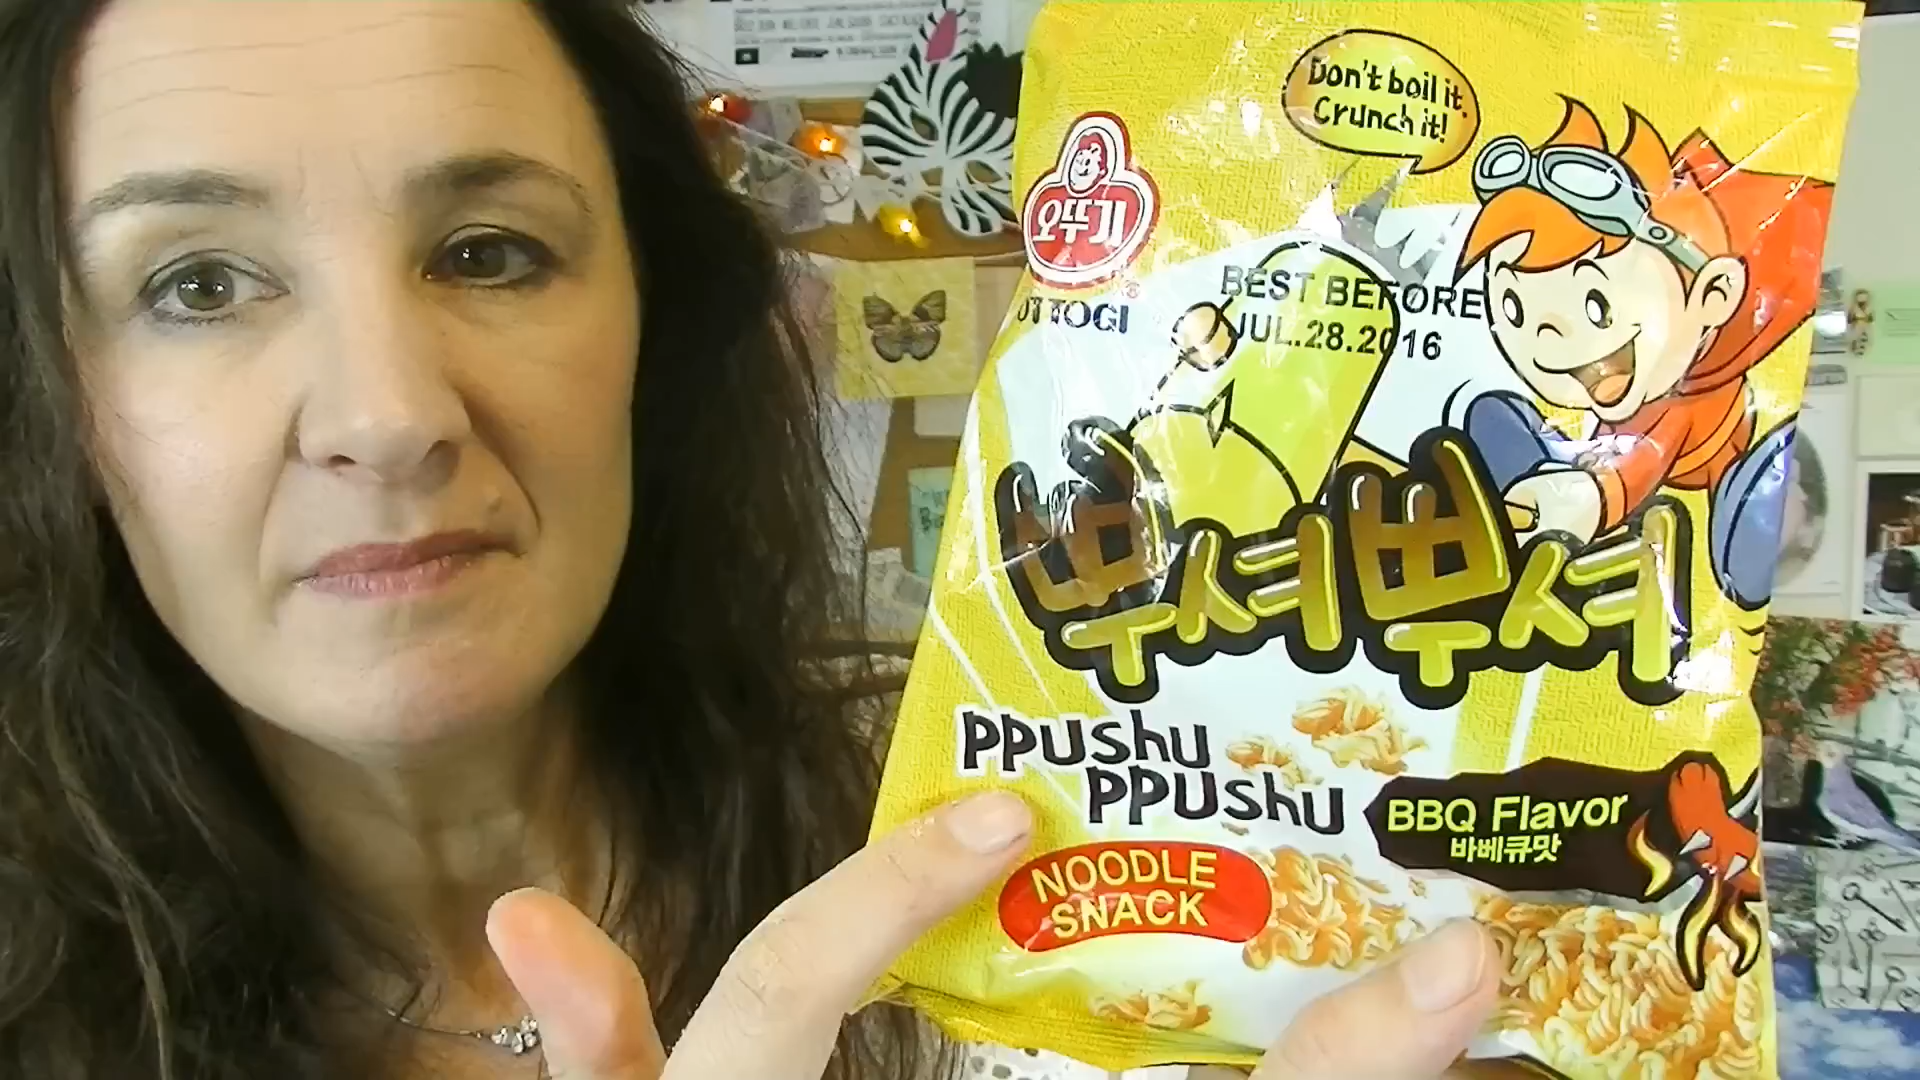 Don't boil it.
Crunch it!
오뚜기
OTTOGI
BEST BEFORE
JUL.28.2016
뿌셔뿌셔
PPUShu
PPUShu
BBQ Flavor
바베큐맛
NOODLE
SNACK